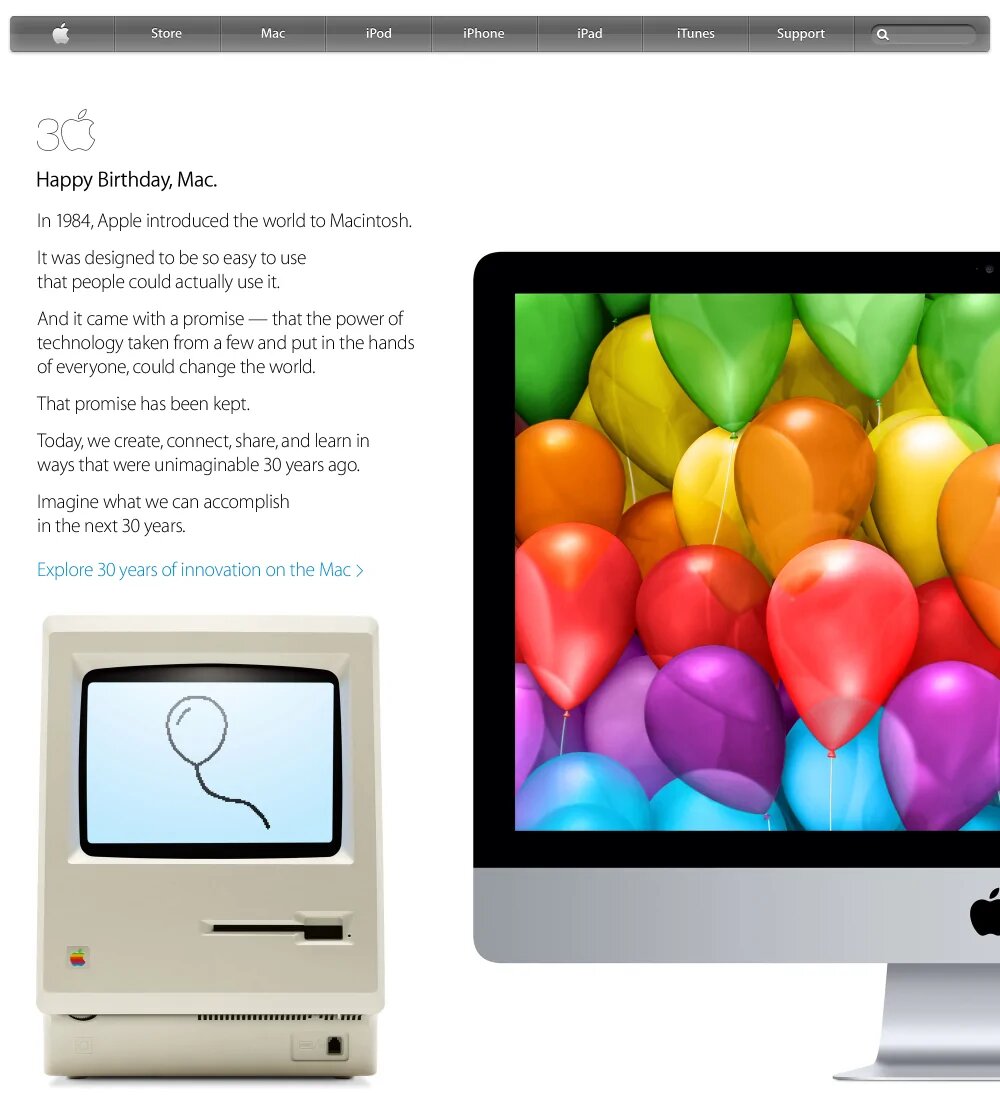 Store
Mac
iPod
iPhone
iPad
iTunes
Support
30
Happy Birthday, Mac.
In 1984, Apple introduced the world to Macintosh.
It was designed to be so easy to use
that people could actually use it.
And it came with a promise — that the power of
technology taken from a few and put in the hands
of everyone, could change the world.
That promise has been kept.
Today, we create, connect, share, and learn in
ways that were unimaginable 30 years ago.
Imagine what we can accomplish
in the next 30 years.
Explore 30 years of innovation on the Mac >